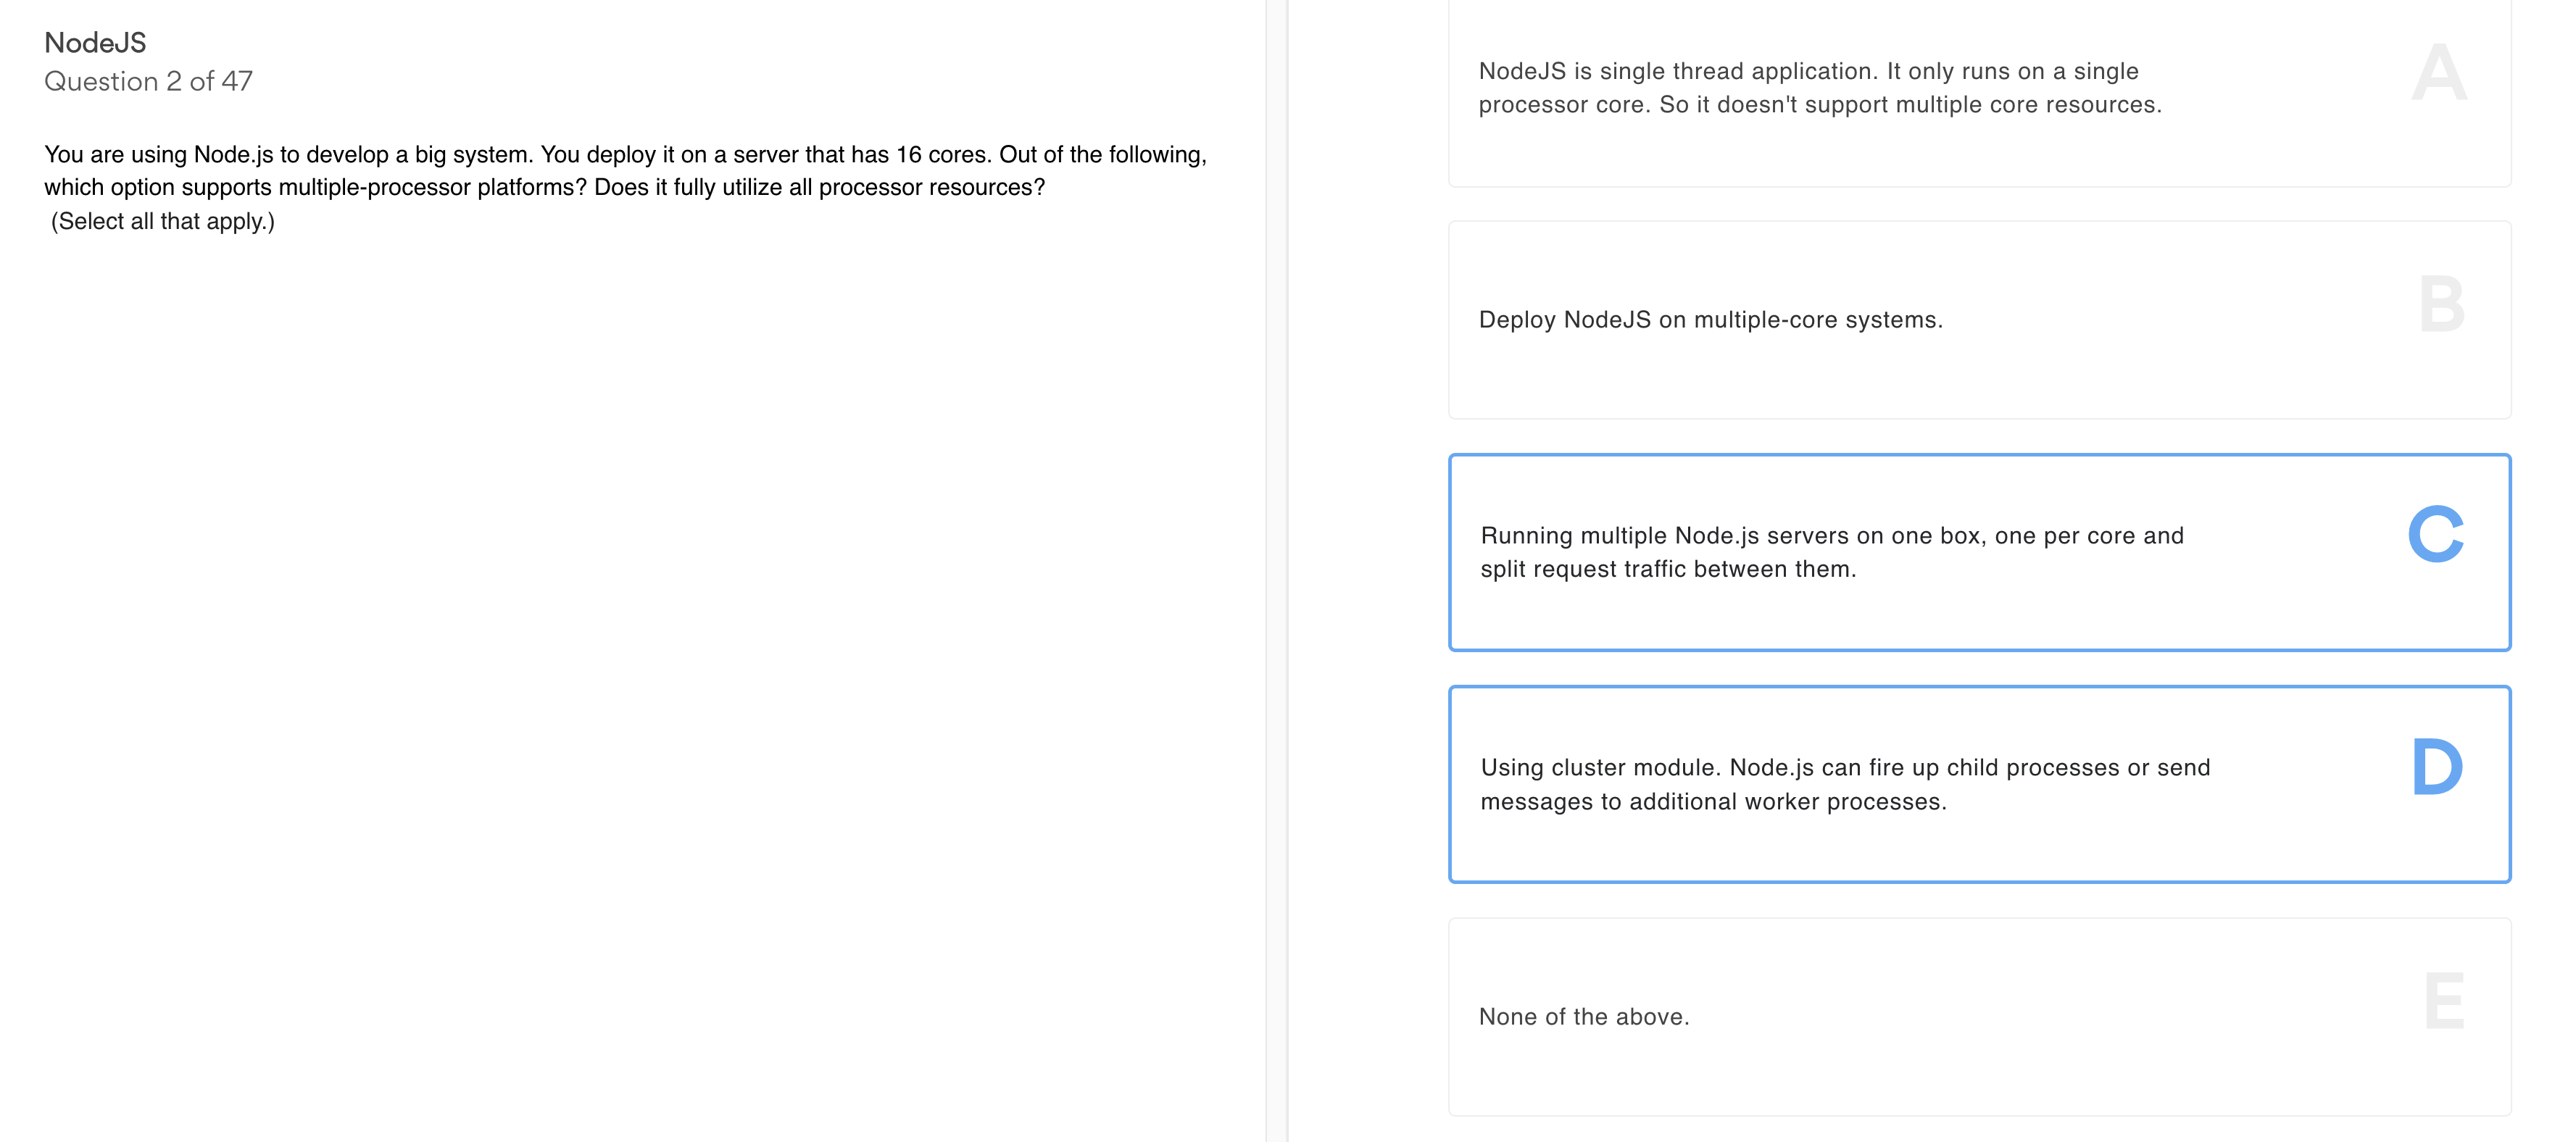 NodeJS
Question 2 of 47
You are using Node.js to develop a big system. You deploy it on a server that has 16 cores. Out of the following,
which option supports multiple-processor platforms? Does it fully utilize all processor resources?
(Select all that apply.)
NodeJS is single thread application. It only runs on a single
processor core. So it doesn't support multiple core resources.
A
Deploy NodeJS on multiple-core systems.
B
Running multiple Node.js servers on one box, one per core and
split request traffic between them.
C
Using cluster module. Node.js can fire up child processes or send
messages to additional worker processes.
D
None of the above.
E